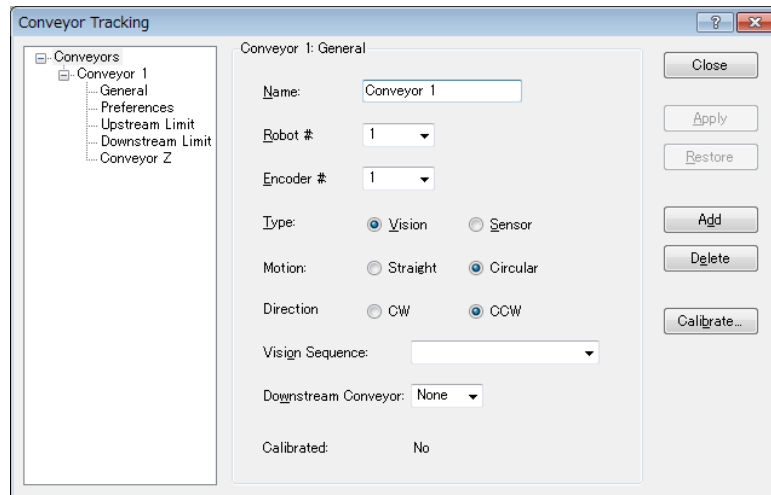 Conveyor Tracking
Conveyors
Conveyor 1
General
Preferences
Upstream Limit
Downstream Limit
Conveyor Z
Conveyor 1: General
Name: Conveyor 1
Robot # 1
Encoder # 1
Type: Vision Sensor
Motion: Straight Circular
Direction CW CCW
Vision Sequence:
Downstream Conveyor: None
Calibrated: No
Close
Apply
Restore
Add
Delete
Calibrate...